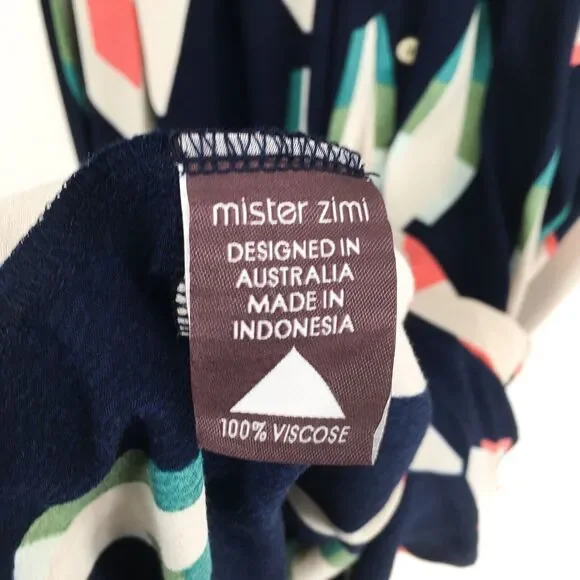 mister zimi
DESIGNED IN
AUSTRALIA
MADE IN
INDONESIA
100% VISCOSE